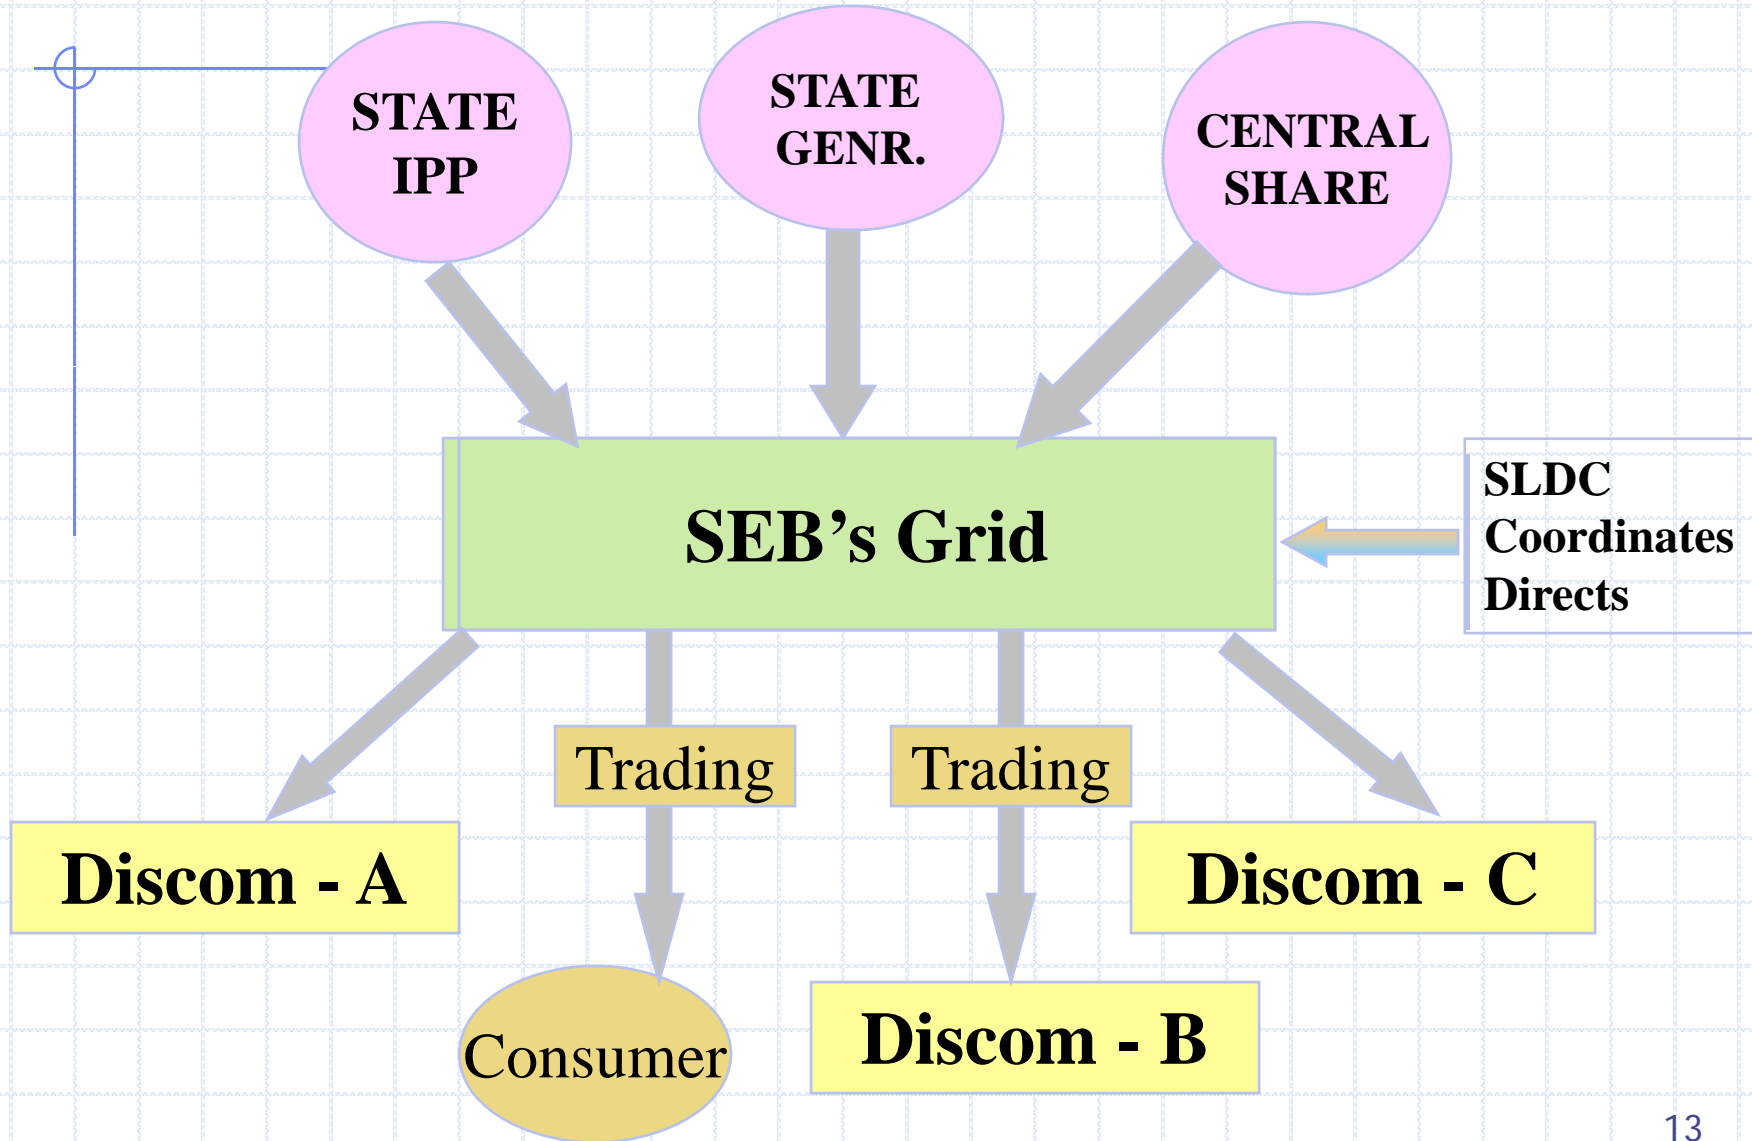 STATE
IPP
STATE
GENR.
CENTRAL
SHARE
SEB’s Grid
SLDC
Coordinates
Directs
Trading
Trading
Discom - A
Discom - C
Consumer
Discom - B
13